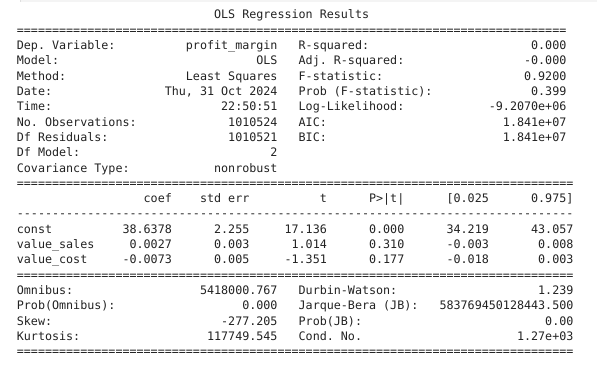 OLS Regression Results
==============================================================================
Dep. Variable:          profit_margin   R-squared:                       0.000
Model:                            OLS   Adj. R-squared:                 -0.000
Method:                 Least Squares   F-statistic:                    0.9200
Date:                Thu, 31 Oct 2024   Prob (F-statistic):              0.399
Time:                        22:50:51   Log-Likelihood:            -9.2070e+06
No. Observations:             1010524   AIC:                         1.841e+07
Df Residuals:                 1010521   BIC:                         1.841e+07
Df Model:                           2
Covariance Type:            nonrobust
===============================================================================
                  coef    std err          t      P>|t|      [0.025      0.975]
-------------------------------------------------------------------------------
const          38.6378      2.255     17.136      0.000      34.219      43.057
value_sales     0.0027      0.003      1.014      0.310      -0.003       0.008
value_cost     -0.0073      0.005     -1.351      0.177      -0.018       0.003
===============================================================================
Omnibus:                  5418000.767   Durbin-Watson:                    1.239
Prob(Omnibus):                  0.000   Jarque-Bera (JB):   583769450128443.500
Skew:                        -277.205   Prob(JB):                          0.00
Kurtosis:                  117749.545   Cond. No.                      1.27e+03
===============================================================================